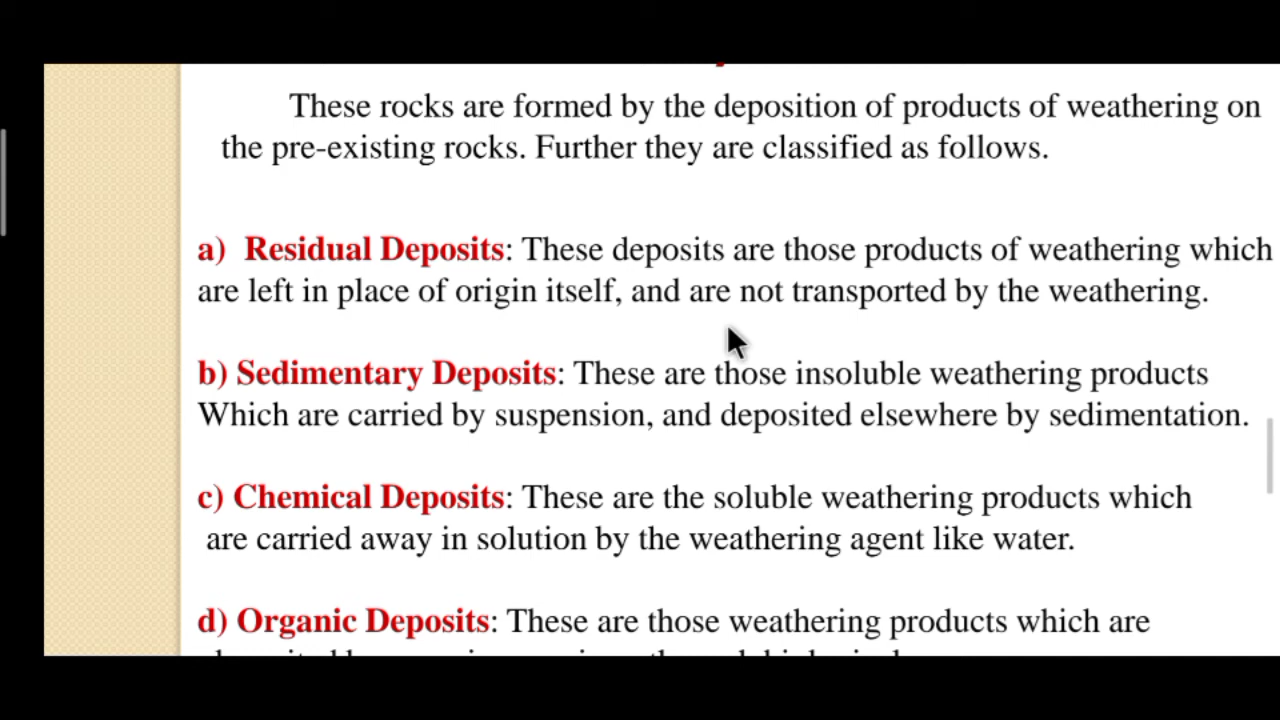 These rocks are formed by the deposition of products of weathering on
the pre-existing rocks. Further they are classified as follows.
a) Residual Deposits: These deposits are those products of weathering which
are left in place of origin itself, and are not transported by the weathering.
b) Sedimentary Deposits: These are those insoluble weathering products
Which are carried by suspension, and deposited elsewhere by sedimentation.
c) Chemical Deposits: These are the soluble weathering products which
are carried away in solution by the weathering agent like water.
d) Organic Deposits: These are those weathering products which are